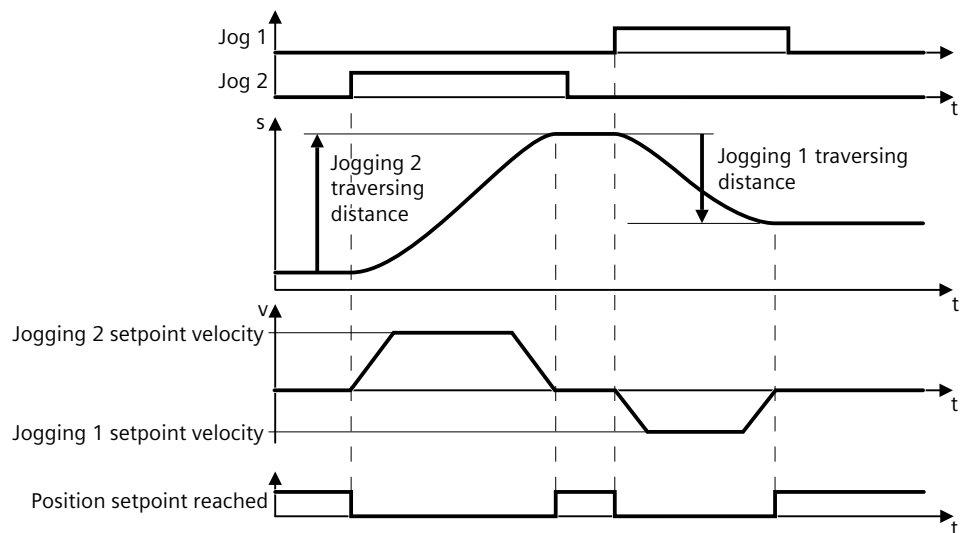 Jog 1
Jog 2
t
s
Jogging 2
traversing
distance
Jogging 1 traversing
distance
t
v
Jogging 2 setpoint velocity
t
Jogging 1 setpoint velocity
Position setpoint reached
t